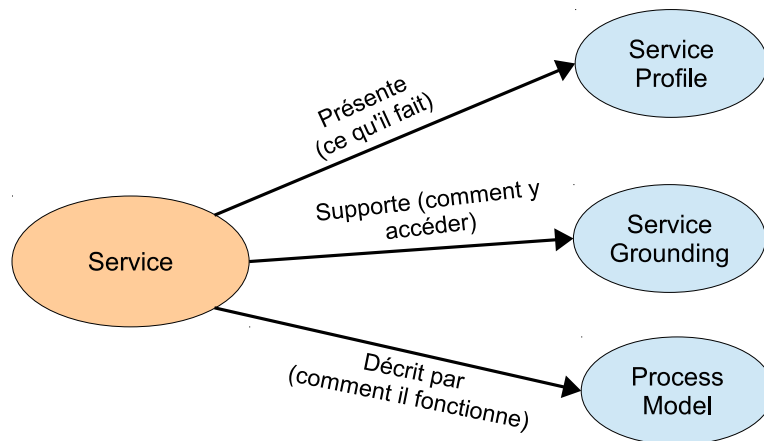 Service
Profile
Présente
(ce qu'il fait)
Supporte (comment y
accéder)
Service
Grounding
Service
Décrit par
(comment il fonctionne)
Process
Model